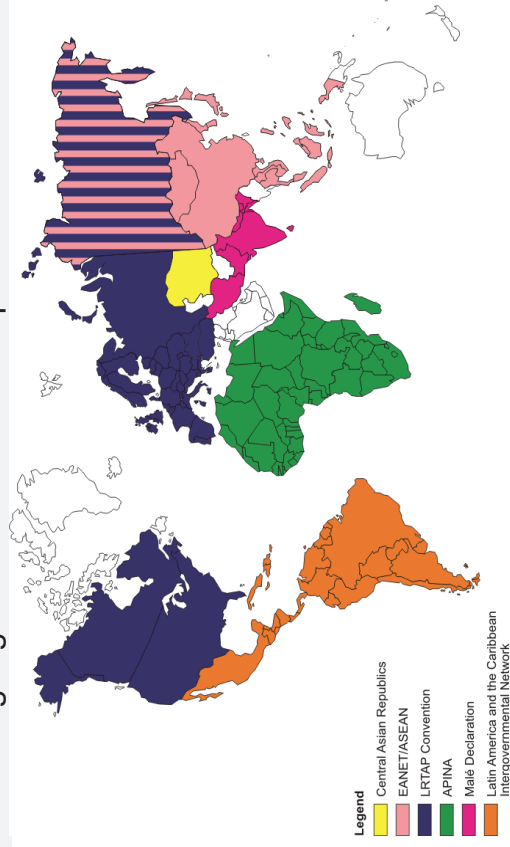 Legend
Central Asian Republics
EANET/ASEAN
LRTAP Convention
APINA
Malé Declaration
Latin America and the Caribbean
Intergovernmental Network